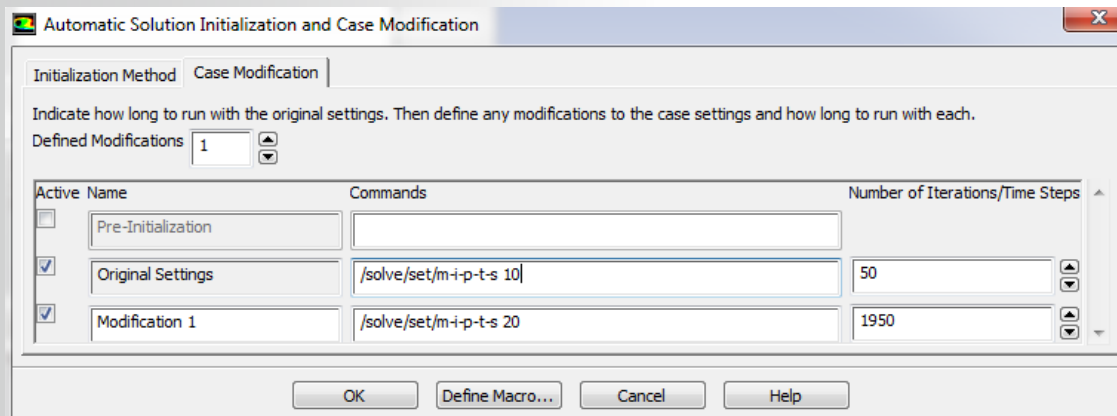 Automatic Solution Initialization and Case Modification
Initialization Method Case Modification
Indicate how long to run with the original settings. Then define any modifications to the case settings and how long to run with each.
Defined Modifications 1
Active Name Commands Number of Iterations/Time Steps
Pre-Initialization
Original Settings /solve/set/m-i-p-t-s 10 50
Modification 1 /solve/set/m-i-p-t-s 20 1950
OK Define Macro... Cancel Help